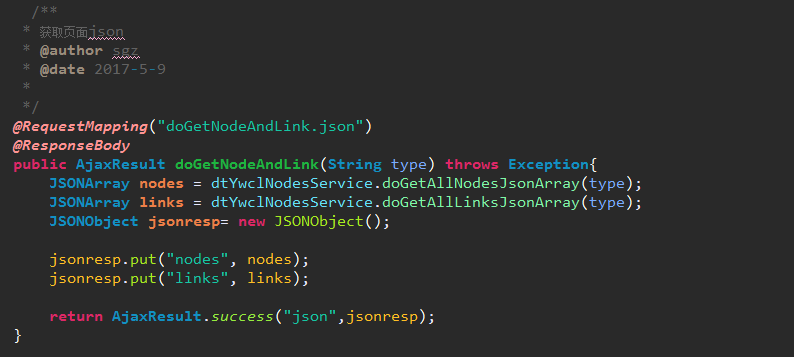 /**
* 获取页面json
* @author sgz
* @date 2017-5-9
*
*/
@RequestMapping("doGetNodeAndLink.json")
@ResponseBody
public AjaxResult doGetNodeAndLink(String type) throws Exception{
JSONArray nodes = dtYwclNodesService.doGetAllNodesJsonArray(type);
JSONArray links = dtYwclNodesService.doGetAllLinksJsonArray(type);
JSONObject jsonresp= new JSONObject();
jsonresp.put("nodes", nodes);
jsonresp.put("links", links);
return AjaxResult.success("json",jsonresp);
}